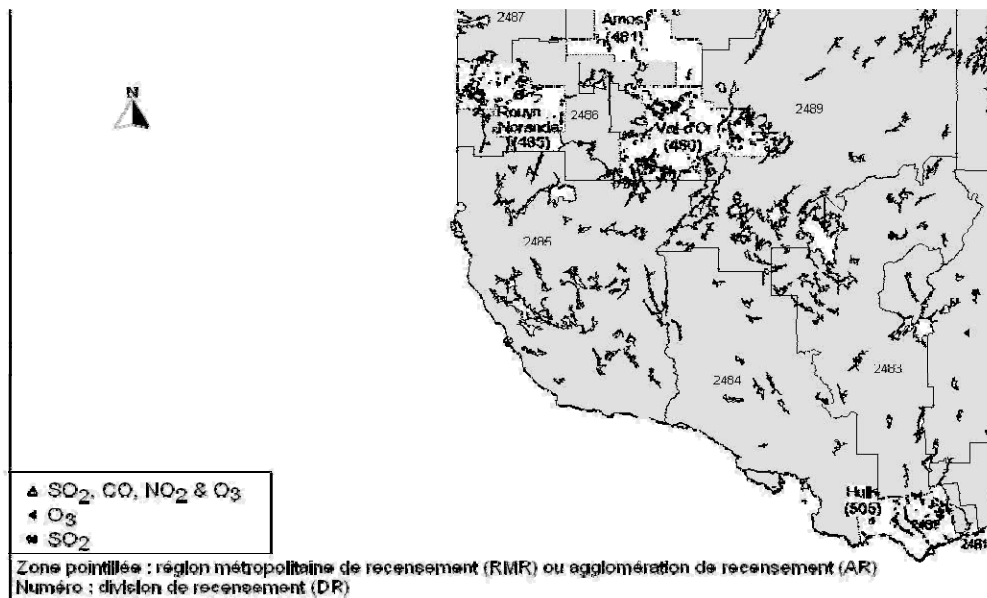 2487
Amos
(481)
N
Rouyn
Noranda
(485)
2486
Val-d'Or
(480)
2489
2485
2484
2483
Hull
(505)
2482
2481
SO2, CO, NO2 & O3
O3
SO2
Zone pointillée : région métropolitaine de recensement (RMR) ou agglomération de recensement (AR)
Numéro : division de recensement (DR)